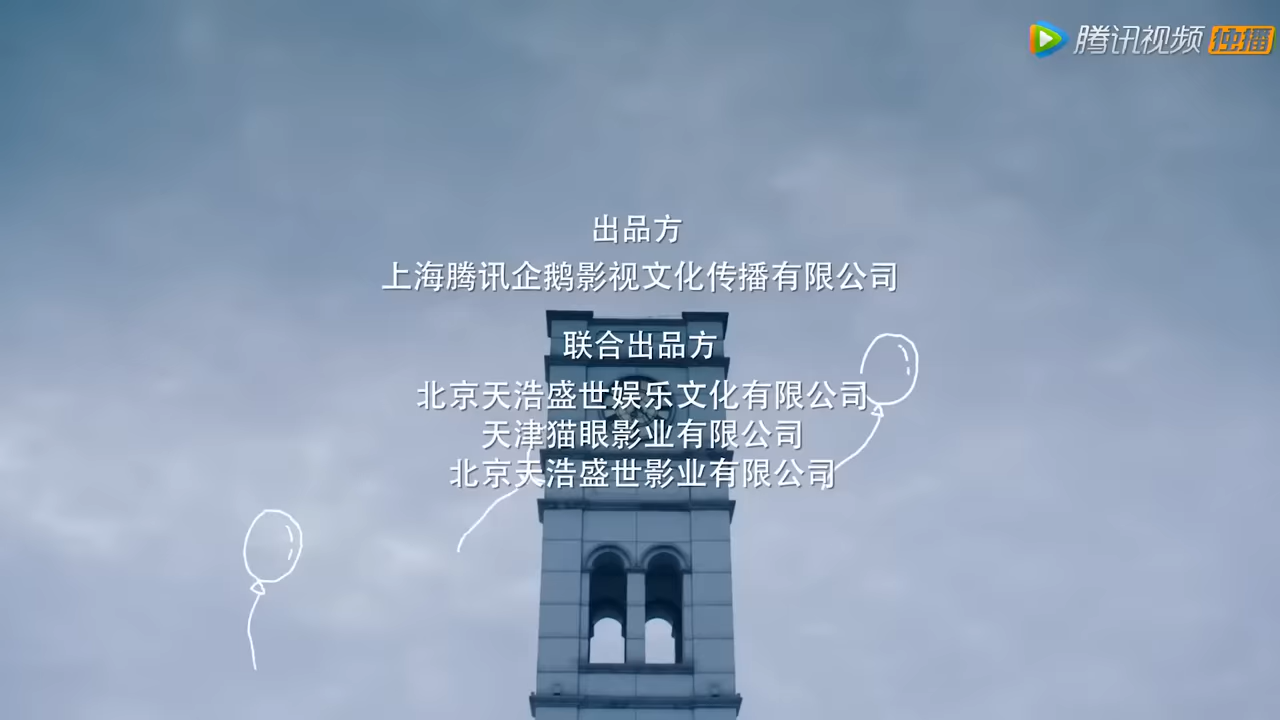 腾讯视频 独播
出品方
上海腾讯企鹅影视文化传播有限公司
联合出品方
北京天浩盛世娱乐文化有限公司
天津猫眼影业有限公司
北京天浩盛世影业有限公司